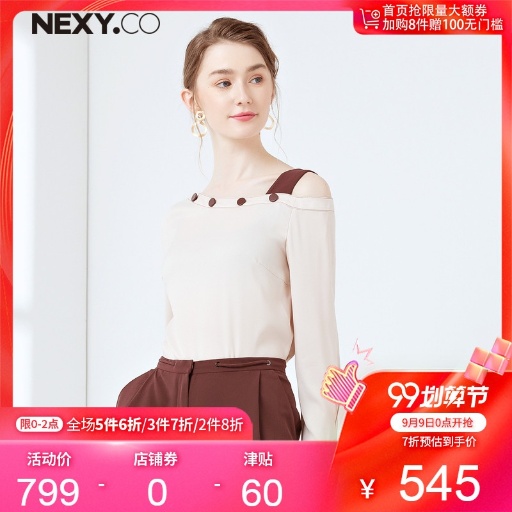 NEXY.CO
首页抢限量大额券
加购8件赠100无门槛
99划算节
9月9日0点开抢
7折预估到手价
¥ 545
限0-2点 全场5件6折/3件7折/2件8折
活动价 店铺券 津贴
799 - 0 - 60